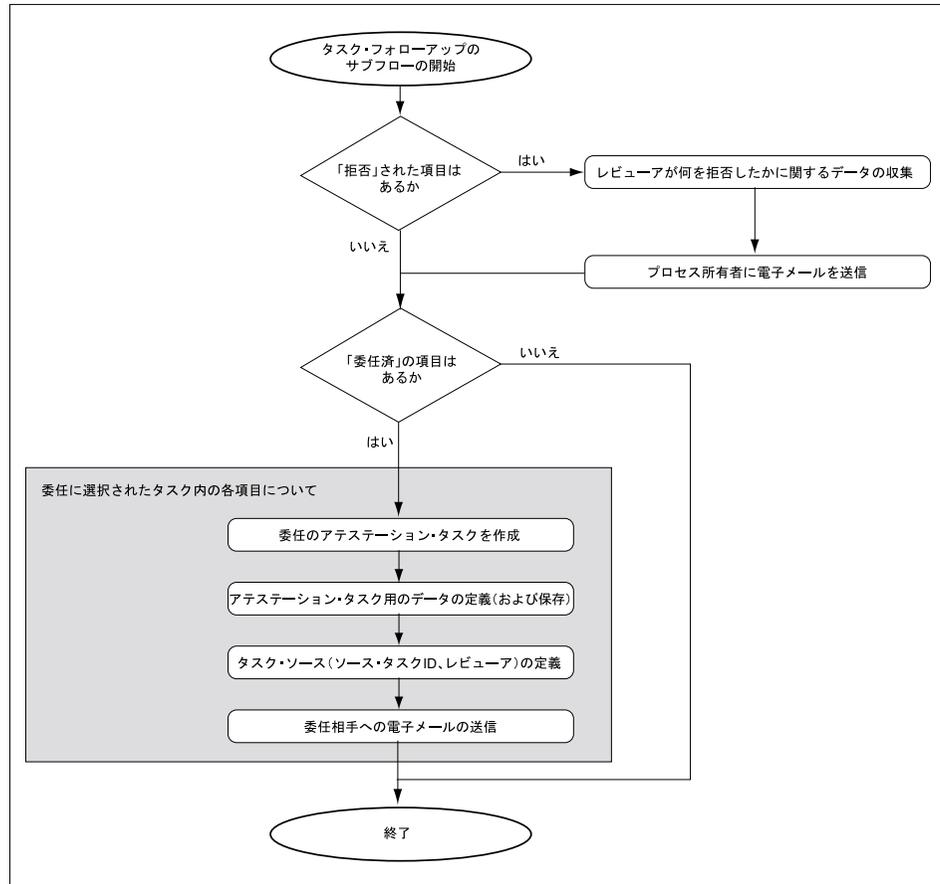 タスク・フォローアップの
サブフローの開始
「拒否」された項目は
あるか
はい
レビューアが何を拒否したかに関するデータの収集
いいえ
プロセス所有者に電子メールを送信
「委任済」の項目は
あるか
いいえ
はい
委任に選択されたタスク内の各項目について
委任のアテステーション・タスクを作成
アテステーション・タスク用のデータの定義(および保存)
タスク・ソース(ソース・タスクID、レビューア)の定義
委任相手への電子メールの送信
終了